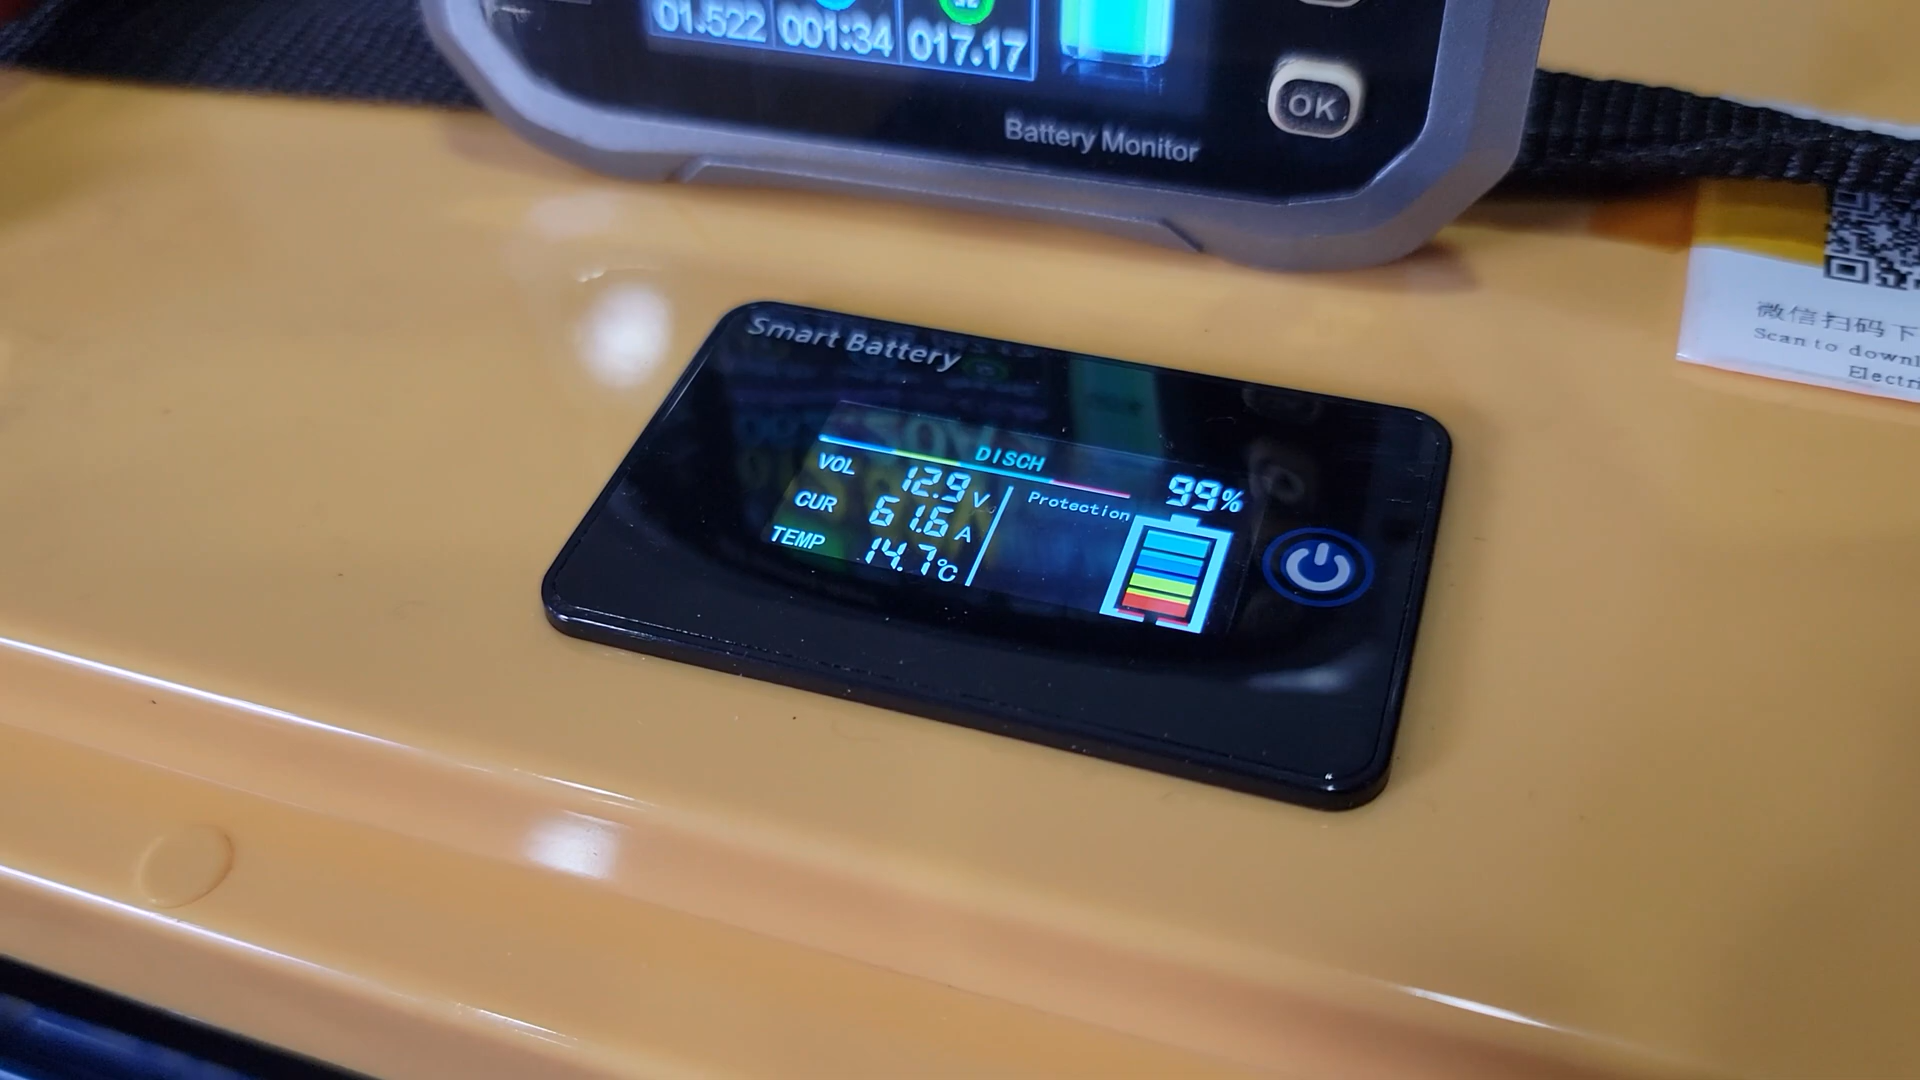 01.522 001:34 017.17
OK
Battery Monitor
微信扫码下
Scan to downl
Electri
Smart Battery
DISCH
VOL 12.9 V
CUR 61.6 A
TEMP 14.7 °C
Protection
99%